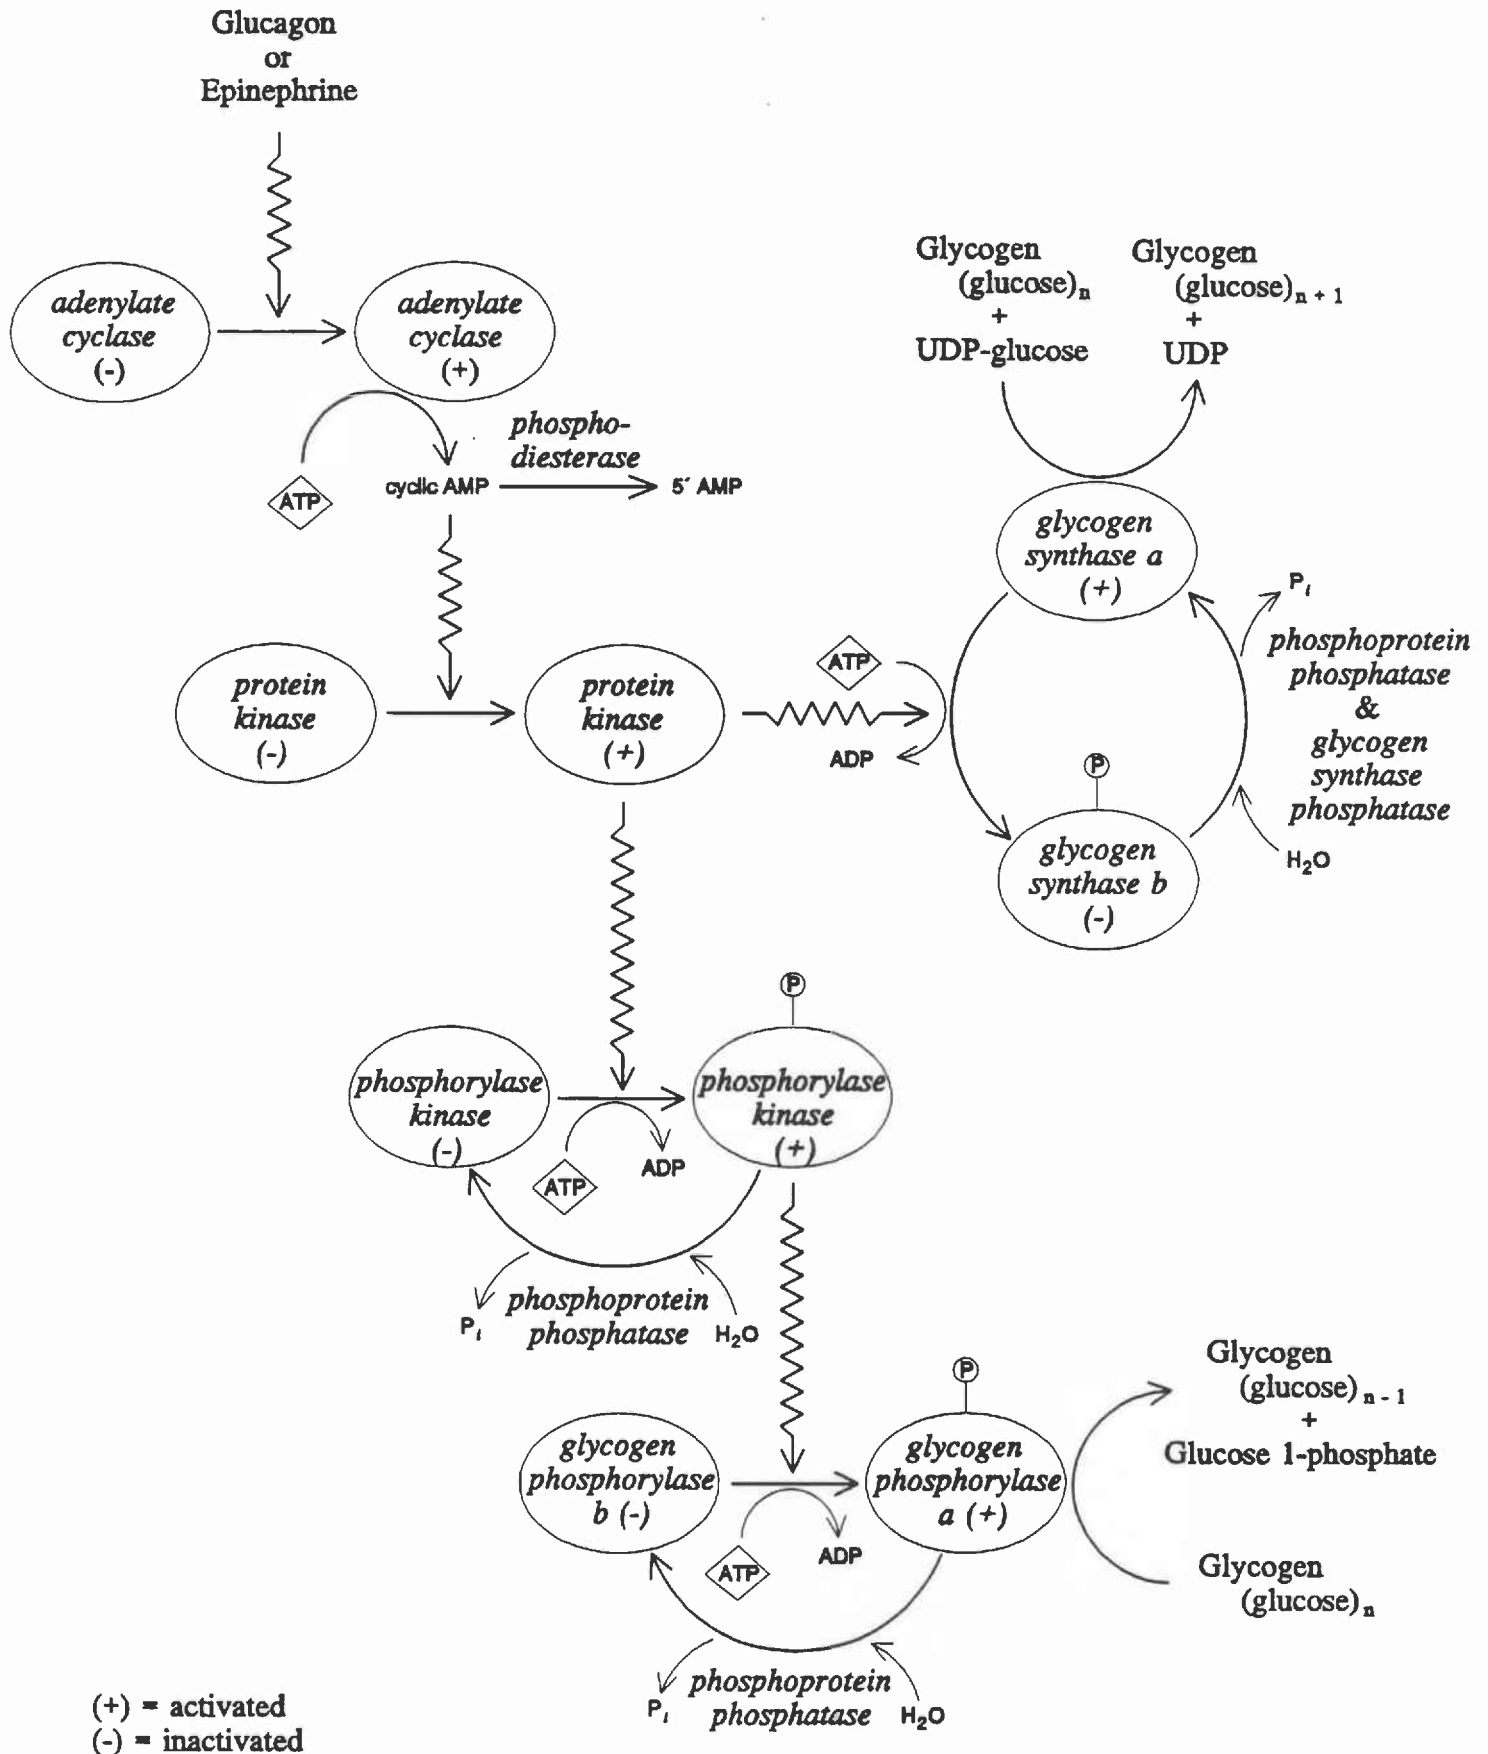 Glucagon
or
Epinephrine
adenylate
cyclase
(-)
adenylate
cyclase
(+)
ATP
cyclic AMP
phospho-
diesterase
5´ AMP
Glycogen
(glucose)n
+
UDP-glucose
Glycogen
(glucose)n + 1
+
UDP
glycogen
synthase a
(+)
Pi
phosphoprotein
phosphatase
&
glycogen
synthase
phosphatase
H2O
protein
kinase
(-)
protein
kinase
(+)
ATP
ADP
P
glycogen
synthase b
(-)
phosphorylase
kinase
(-)
ATP
ADP
P
phosphorylase
kinase
(+)
Pi
phosphoprotein
phosphatase
H2O
glycogen
phosphorylase
b (-)
ATP
ADP
P
glycogen
phosphorylase
a (+)
Glycogen
(glucose)n - 1
+
Glucose 1-phosphate
Glycogen
(glucose)n
Pi
phosphoprotein
phosphatase
H2O
(+) = activated
(-) = inactivated